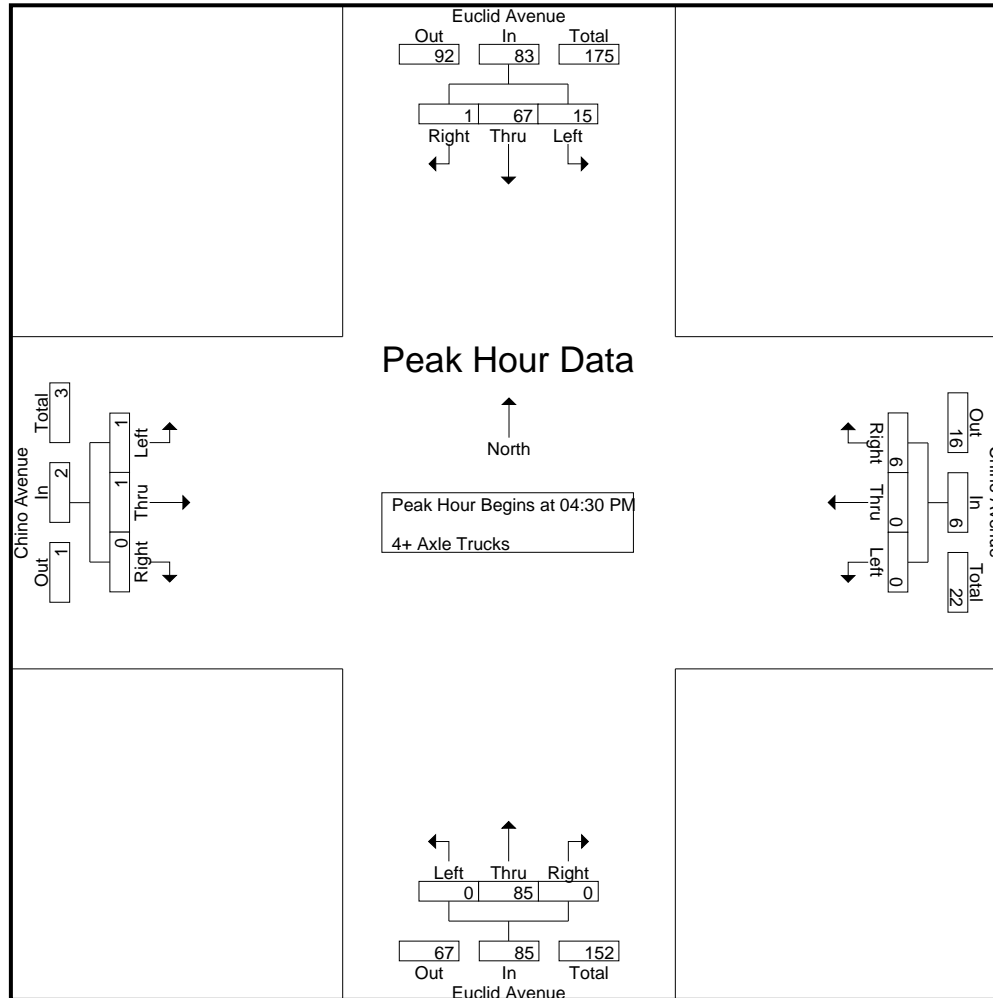 Euclid Avenue
Out In Total
92 83 175
1 67 15
Right Thru Left
Peak Hour Data
North
Peak Hour Begins at 04:30 PM
4+ Axle Trucks
Chino Avenue
Out In Total
1 2 3
Left Thru Right
1 1 0
Out In Total
16 6 22
Right Thru Left
6 0 0
Left Thru Right
0 85 0
67 85 152
Out In Total
Euclid Avenue